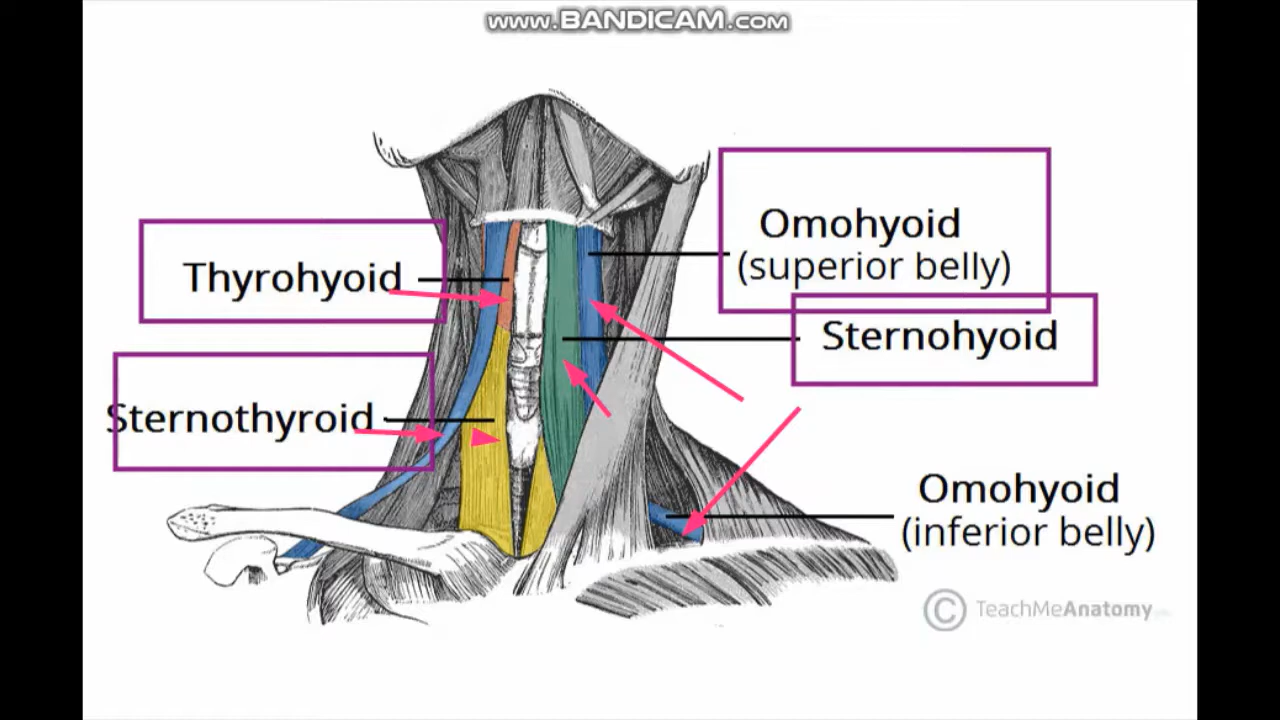 www.BANDICAM.com
Omohyoid
(superior belly)
Thyrohyoid
Sternohyoid
Sternothyroid
Omohyoid
(inferior belly)
© TeachMeAnatomy